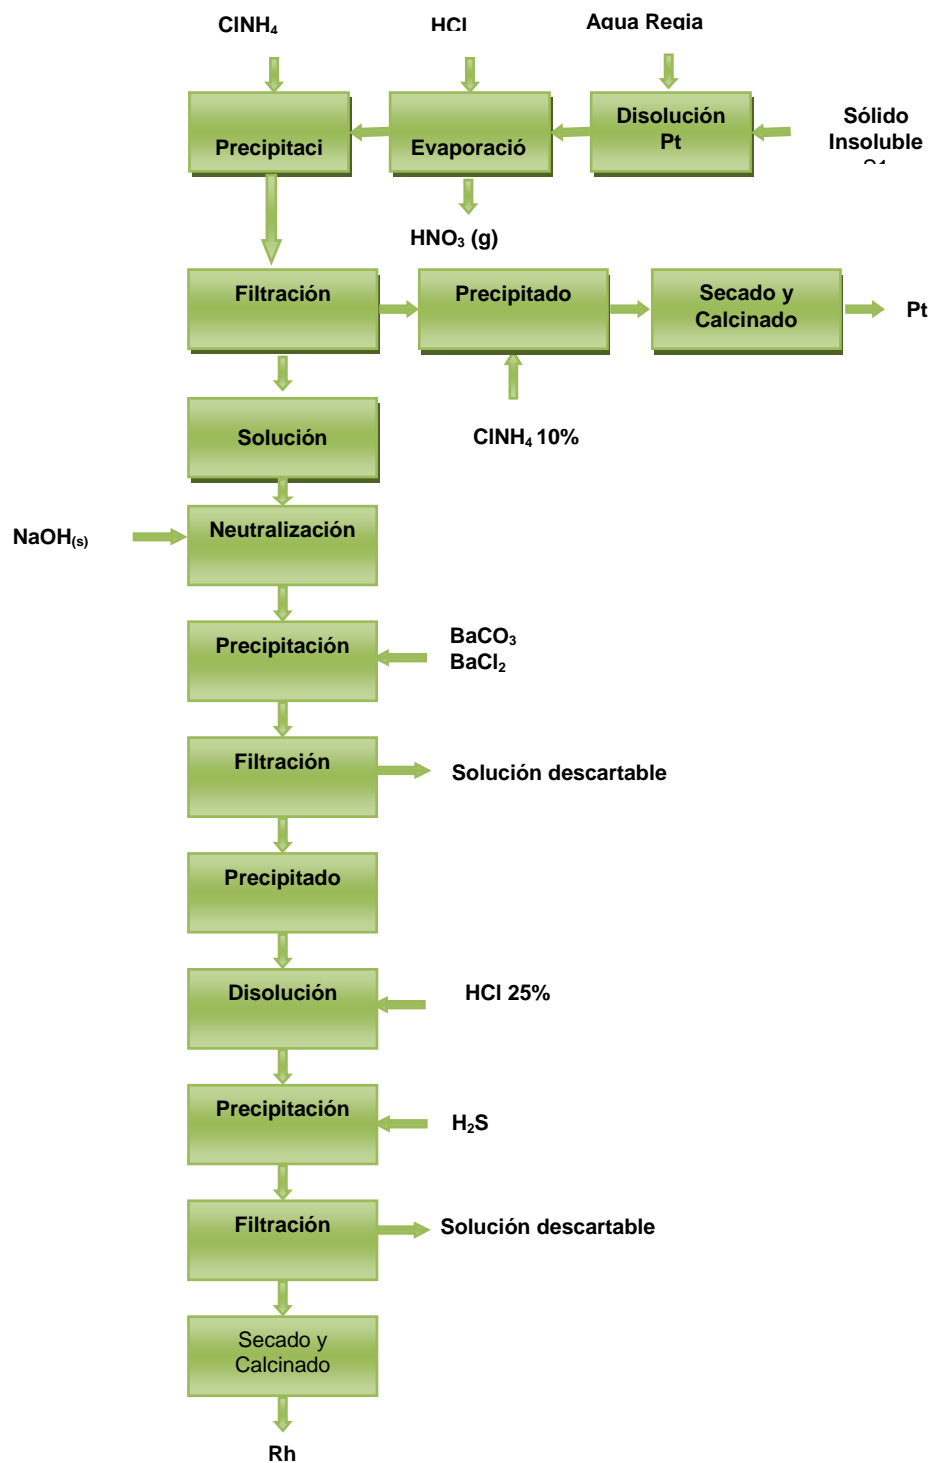 ClNH₄
HCl
Agua Regia
Precipitaci
Evaporació
Disolución
Pt
Sólido
Insoluble
HNO₃ (g)
Filtración
Precipitado
Secado y
Calcinado
Pt
Solución
ClNH₄ 10%
NaOH(s)
Neutralización
Precipitación
BaCO₃
BaCl₂
Filtración
Solución descartable
Precipitado
Disolución
HCl 25%
Precipitación
H₂S
Filtración
Solución descartable
Secado y
Calcinado
Rh